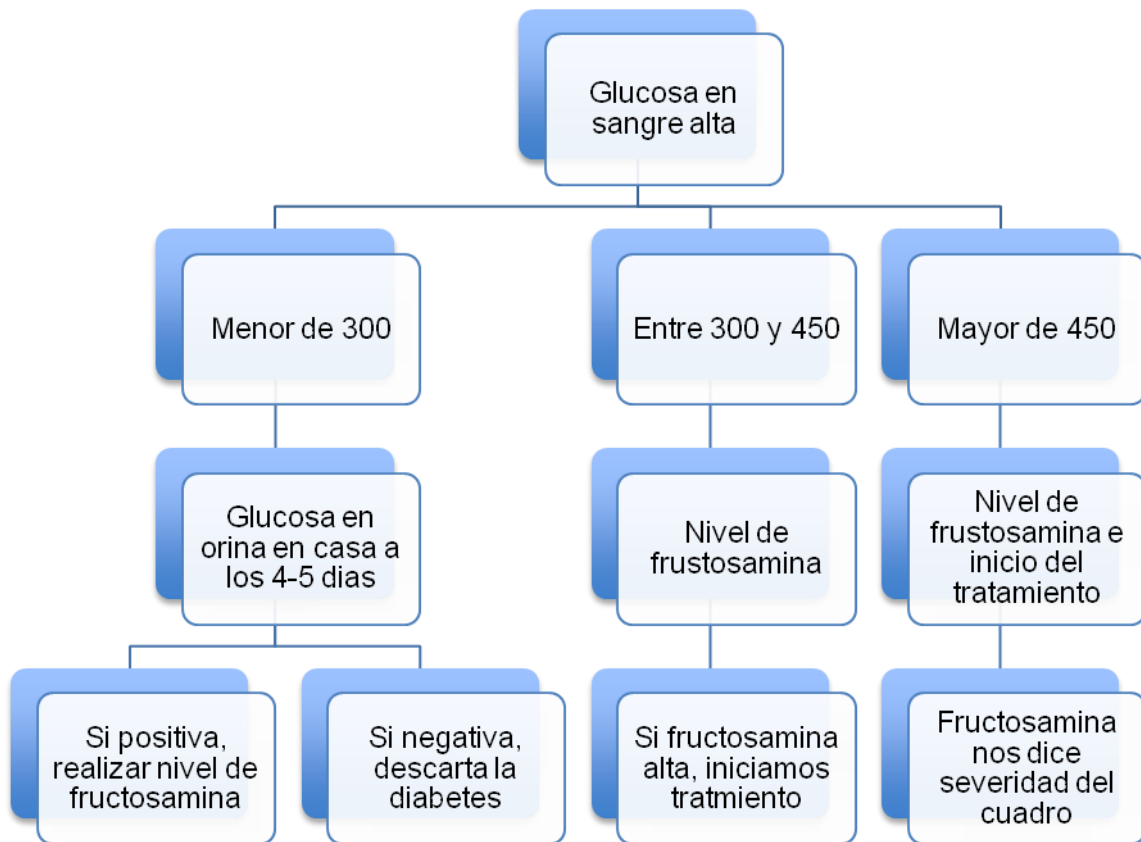 Glucosa en
sangre alta
Menor de 300
Entre 300 y 450
Mayor de 450
Glucosa en
orina en casa a
los 4-5 dias
Nivel de
frustosamina
Nivel de
frustosamina e
inicio del
tratamiento
Si positiva,
realizar nivel de
fructosamina
Si negativa,
descarta la
diabetes
Si fructosamina
alta, iniciamos
tratmiento
Fructosamina
nos dice
severidad del
cuadro